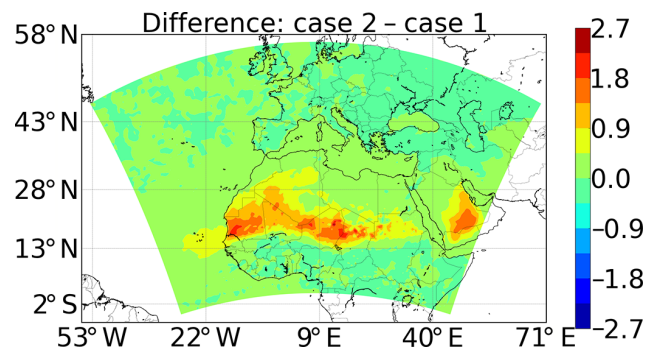 Difference: case 2 – case 1
58° N
43° N
28° N
13° N
2° S
53° W
22° W
9° E
40° E
71° E
2.7
1.8
0.9
0.0
−0.9
−1.8
−2.7